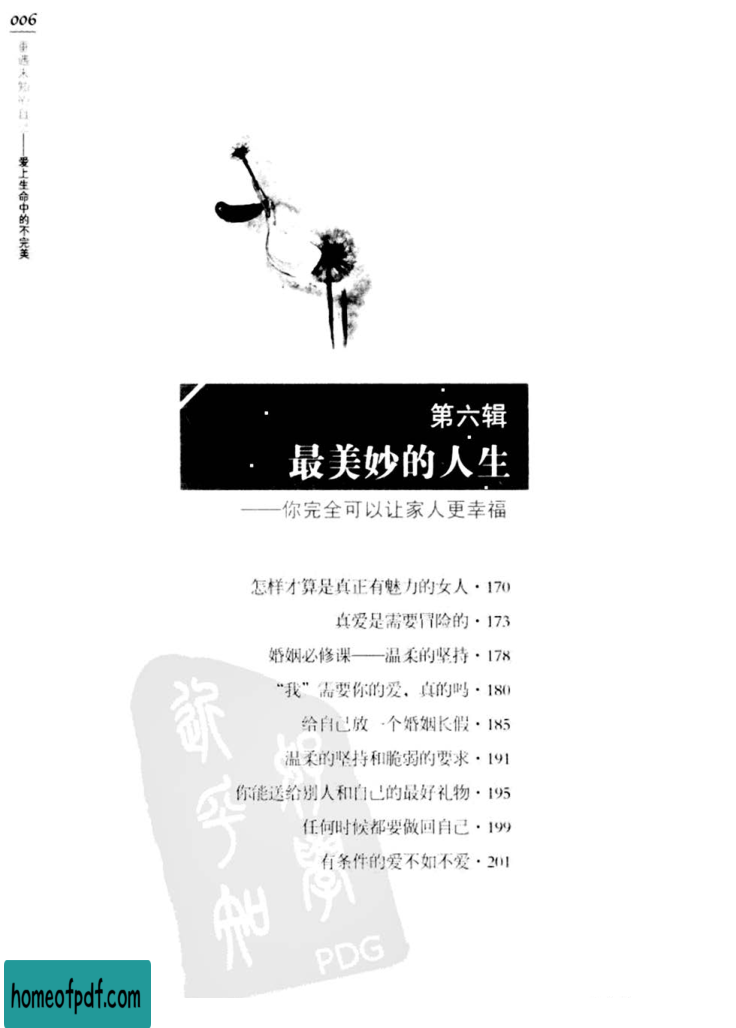 006
重遇未知的自己——爱上生命中的不完美
第六辑
最美妙的人生
——你完全可以让家人更幸福
怎样才算是真正有魅力的女人·170
真爱是需要冒险的·173
婚姻必修课——温柔的坚持·178
“我”需要你的爱，真的吗·180
给自己放一个婚姻长假·185
温柔的坚持和脆弱的要求·191
你能送给别人和自己的最好礼物·195
任何时候都要做回自己·199
有条件的爱不如不爱·201
PDG
homeofpdf.com